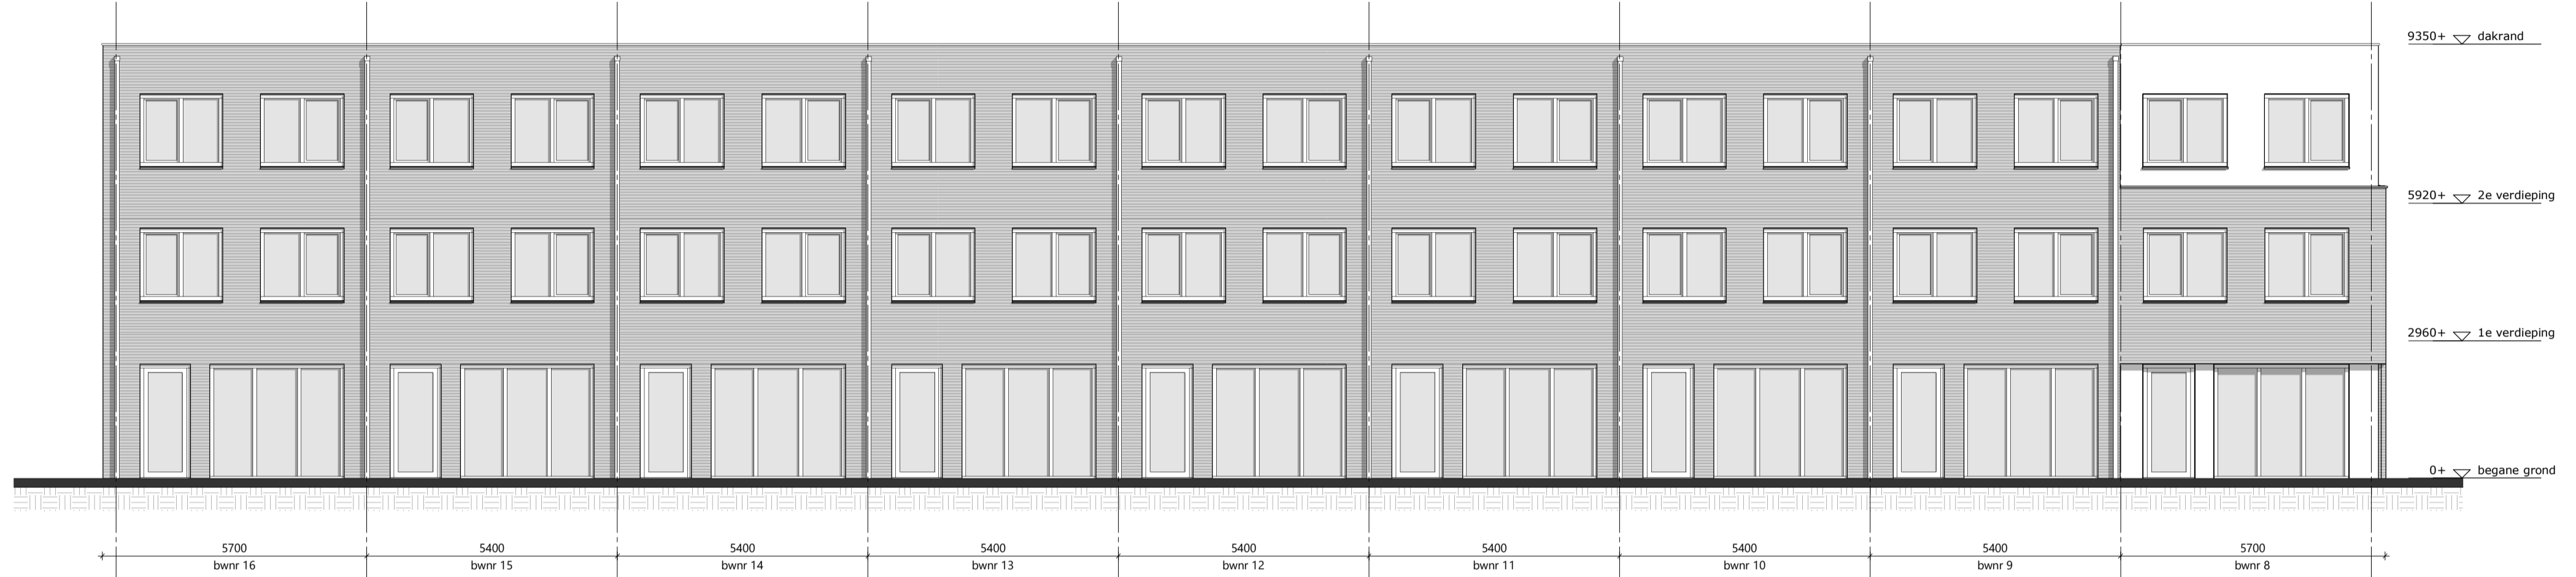 9350+ dakrand
5920+ 2e verdieping
2960+ 1e verdieping
0+ begane grond
5700 5400 5400 5400 5400 5400 5400 5400 5700
bwnr 16 bwnr 15 bwnr 14 bwnr 13 bwnr 12 bwnr 11 bwnr 10 bwnr 9 bwnr 8